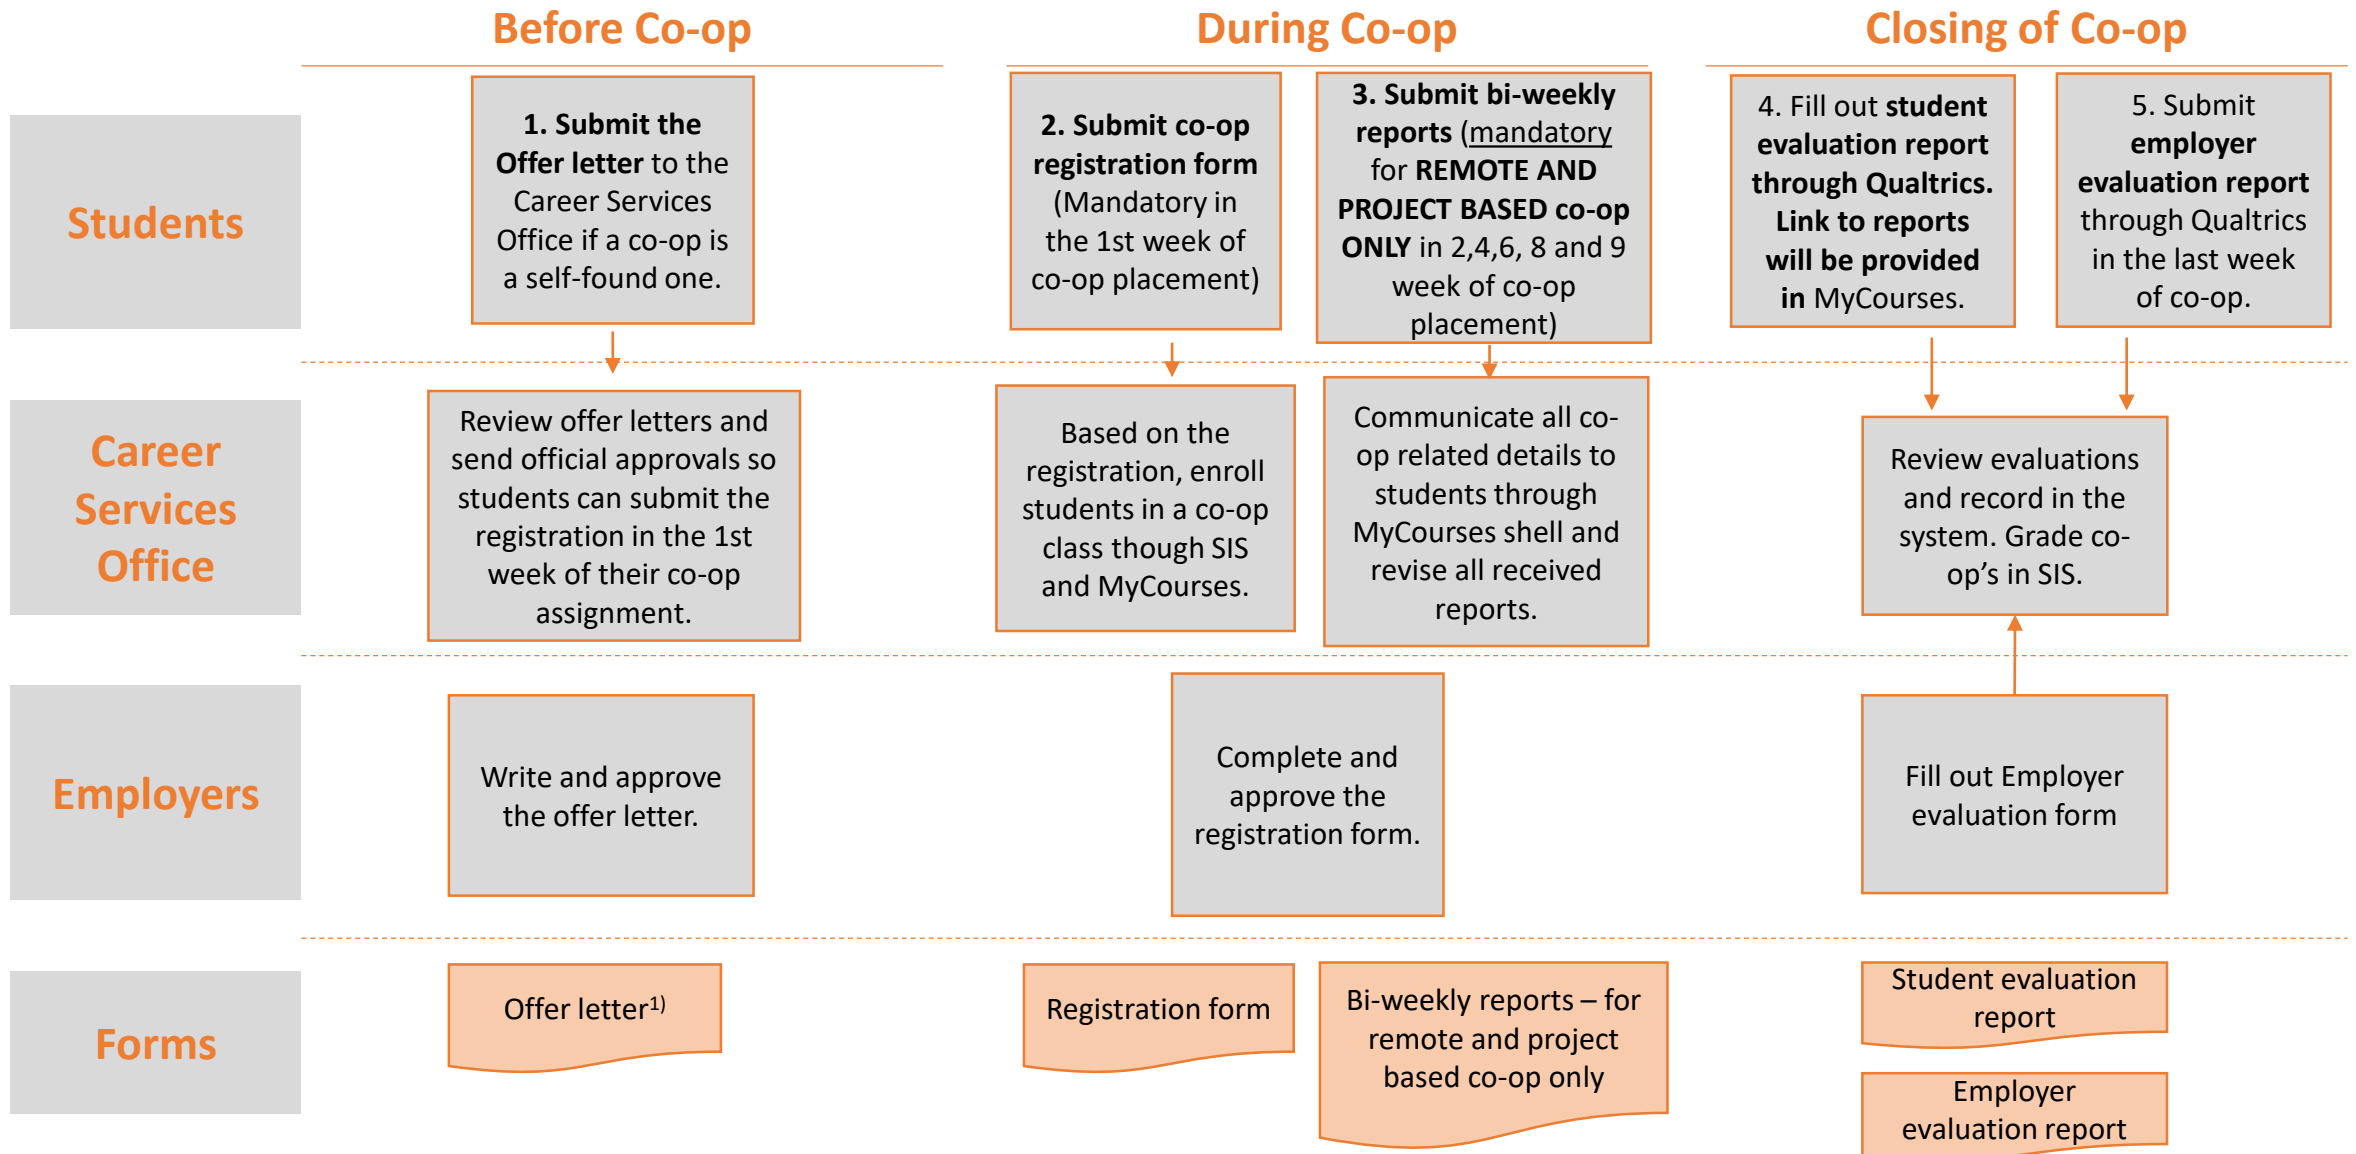 Before Co-op
During Co-op
Closing of Co-op
Students
1. Submit the
Offer letter to the
Career Services
Office if a co-op is
a self-found one.
2. Submit co-op
registration form
(Mandatory in
the 1st week of
co-op placement)
3. Submit bi-weekly
reports (mandatory
for REMOTE AND
PROJECT BASED co-op
ONLY in 2,4,6, 8 and 9
week of co-op
placement)
4. Fill out student
evaluation report
through Qualtrics.
Link to reports
will be provided
in MyCourses.
5. Submit
employer
evaluation report
through Qualtrics
in the last week
of co-op.
Career
Services
Office
Review offer letters and
send official approvals so
students can submit the
registration in the 1st
week of their co-op
assignment.
Based on the
registration, enroll
students in a co-op
class though SIS
and MyCourses.
Communicate all co-
op related details to
students through
MyCourses shell and
revise all received
reports.
Review evaluations
and record in the
system. Grade co-
op's in SIS.
Employers
Write and approve
the offer letter.
Complete and
approve the
registration form.
Fill out Employer
evaluation form
Forms
Offer letter1)
Registration form
Bi-weekly reports – for
remote and project
based co-op only
Student evaluation
report
Employer
evaluation report